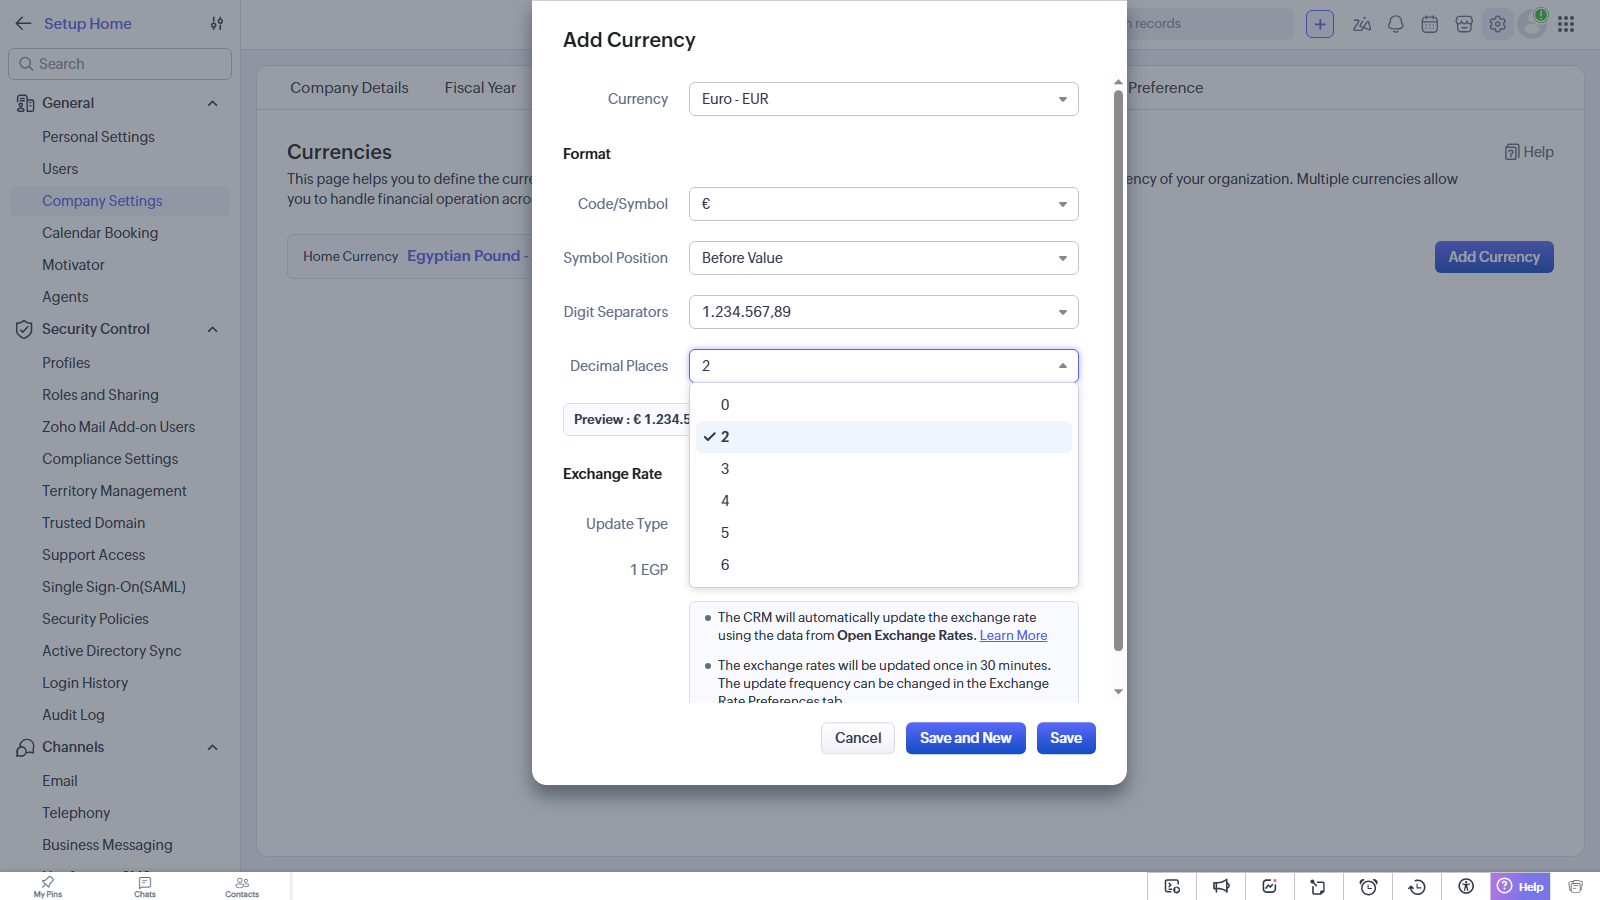 Setup Home
Search
General
Personal Settings
Users
Company Settings
Calendar Booking
Motivator
Agents
Security Control
Profiles
Roles and Sharing
Zoho Mail Add-on Users
Compliance Settings
Territory Management
Trusted Domain
Support Access
Single Sign-On(SAML)
Security Policies
Active Directory Sync
Login History
Audit Log
Channels
Email
Telephony
Business Messaging
records
Company Details
Fiscal Year
Preference
Currencies
Help
This page helps you to define the
of your organization. Multiple currencies allow
you to handle financial operation
Home Currency Egyptian Pound -
Add Currency
Add Currency
Currency
Euro - EUR
Format
Code/Symbol
€
Symbol Position
Before Value
Digit Separators
1.234.567,89
Decimal Places
2
0
2
3
4
5
6
Preview : € 1.234.5
Exchange Rate
Update Type
1 EGP
The CRM will automatically update the exchange rate
using the data from Open Exchange Rates. Learn More
The exchange rates will be updated once in 30 minutes.
The update frequency can be changed in the Exchange
Rate Preferences tab
Cancel
Save and New
Save
My Pins
Chats
Contacts
Help